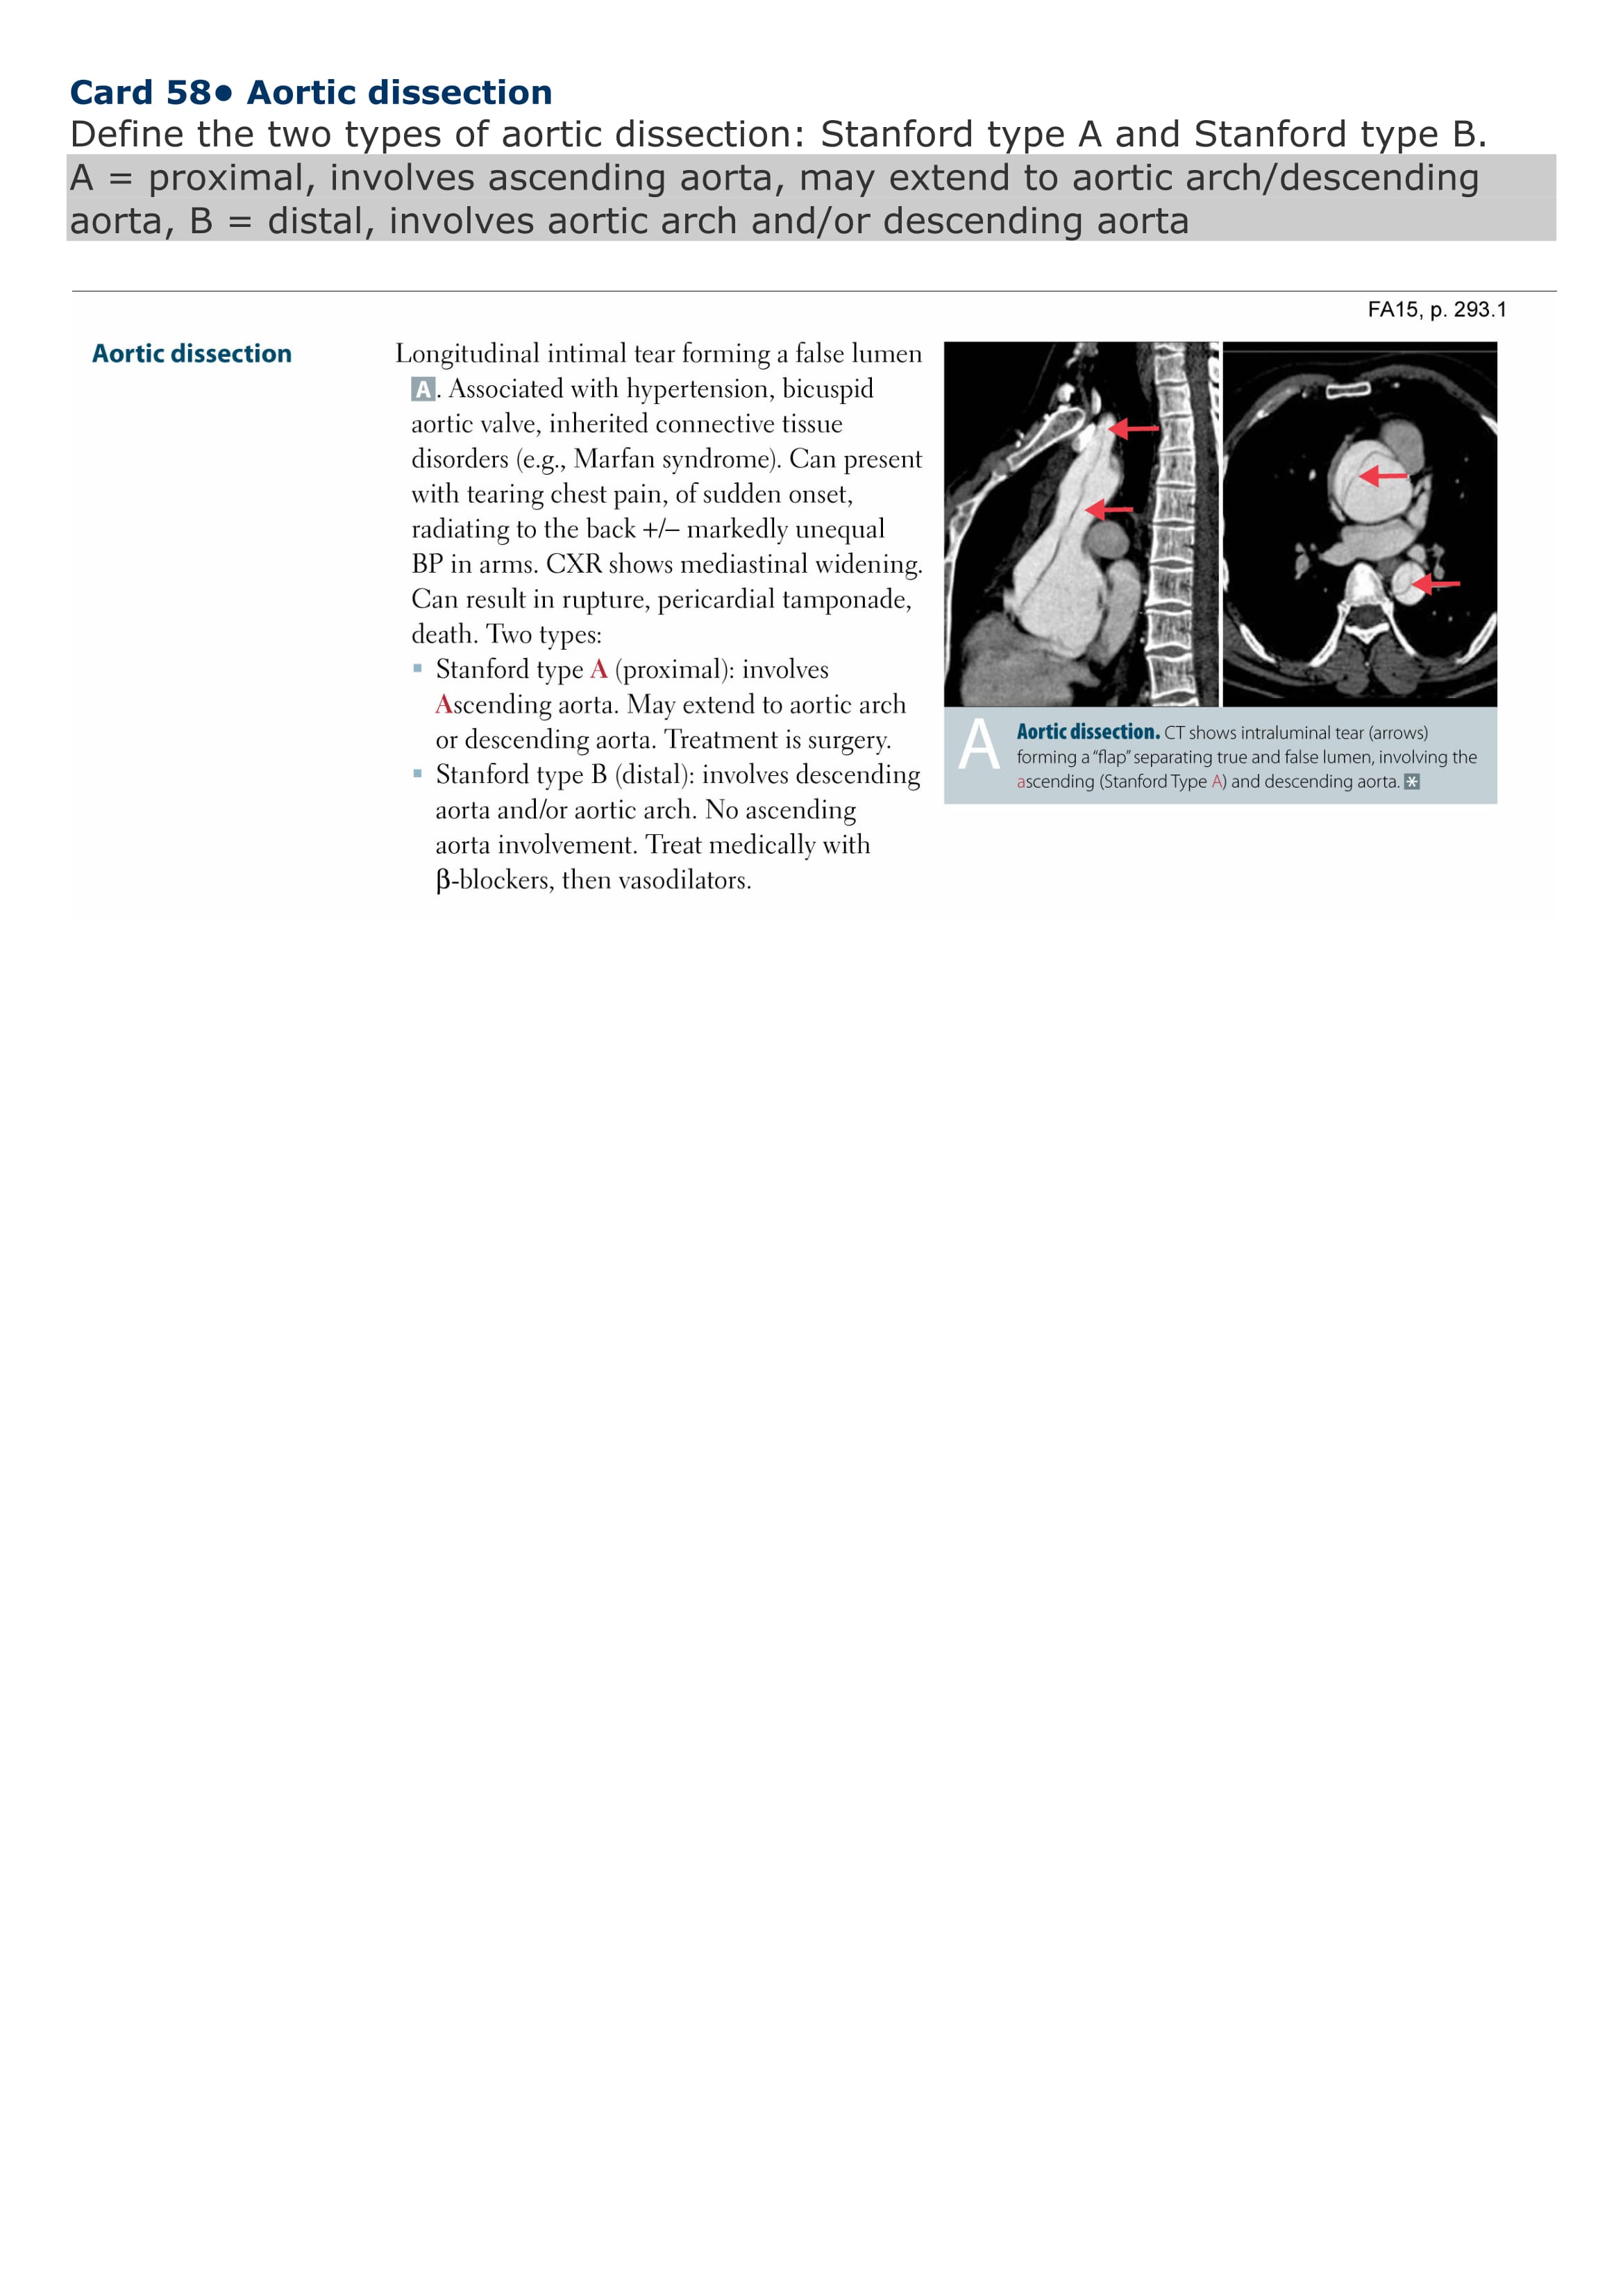 Card 58• Aortic dissection
Define the two types of aortic dissection: Stanford type A and Stanford type B.
A = proximal, involves ascending aorta, may extend to aortic arch/descending
aorta, B = distal, involves aortic arch and/or descending aorta
FA15, p. 293.1
Aortic dissection
Longitudinal intimal tear forming a false lumen
A. Associated with hypertension, bicuspid
aortic valve, inherited connective tissue
disorders (e.g., Marfan syndrome). Can present
with tearing chest pain, of sudden onset,
radiating to the back +/– markedly unequal
BP in arms. CXR shows mediastinal widening.
Can result in rupture, pericardial tamponade,
death. Two types:
▪ Stanford type A (proximal): involves
Ascending aorta. May extend to aortic arch
or descending aorta. Treatment is surgery.
▪ Stanford type B (distal): involves descending
aorta and/or aortic arch. No ascending
aorta involvement. Treat medically with
β-blockers, then vasodilators.
A
Aortic dissection. CT shows intraluminal tear (arrows)
forming a “flap” separating true and false lumen, involving the
ascending (Stanford Type A) and descending aorta. *